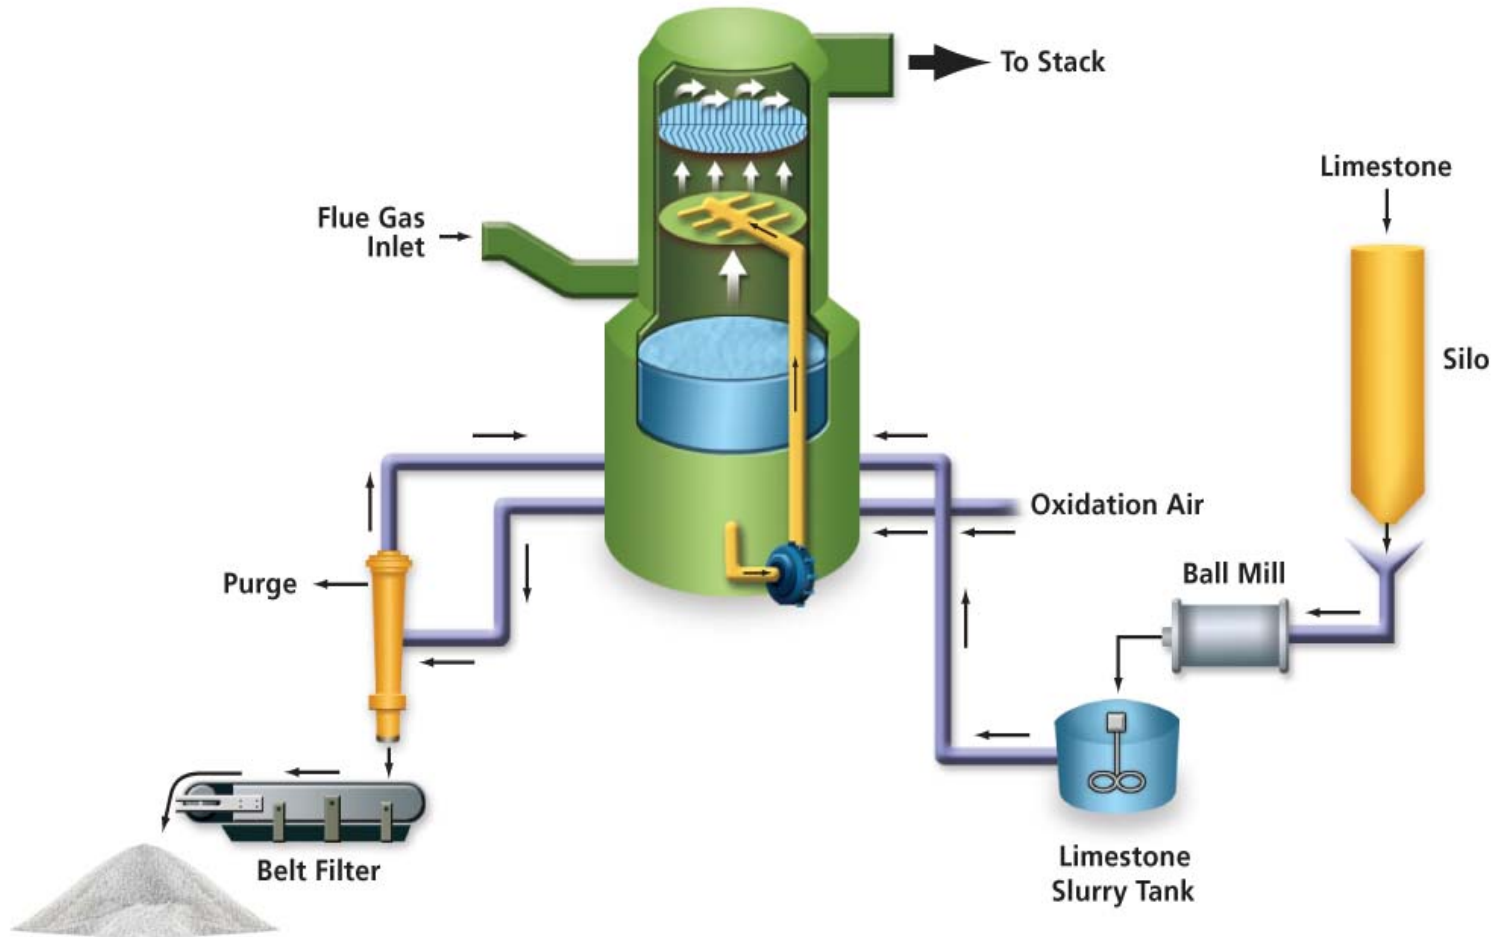 To Stack
Limestone
Flue Gas
Inlet
Silo
Oxidation Air
Purge
Ball Mill
Belt Filter
Limestone
Slurry Tank